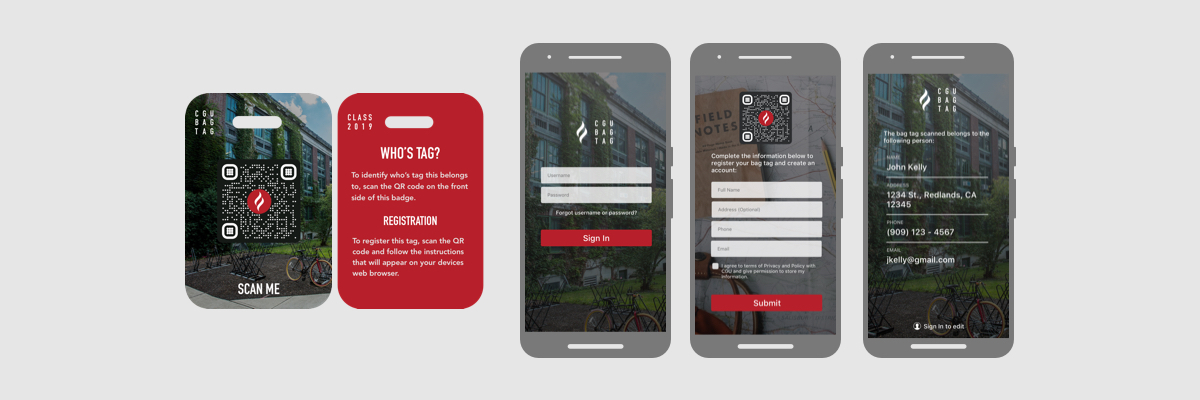 CGU
BAG
TAG
SCAN ME
CLASS
2019
WHO'S TAG?
To identify who's this tag belongs
to, scan the QR code on the front
side of this badge.
REGISTRATION
To register this tag, scan the QR
code and follow the instructions
that will appear on your devices
web browser.
CGU
BAG
TAG
Username
Password
Forgot username or password?
Sign In
FIELD
NOTES
Complete the information below to
register your bag tag and create an
account:
Full Name
Address (Optional)
Phone
Email
I agree to terms of Privacy and Policy with
CGU and give permission to store my
information.
Submit
CGU
BAG
TAG
The bag tag scanned belongs to the
following person:
NAME
John Kelly
ADDRESS
1234 St., Redlands, CA
12345
PHONE
(909) 123 - 4567
EMAIL
jkelly@gmail.com
Sign in to edit